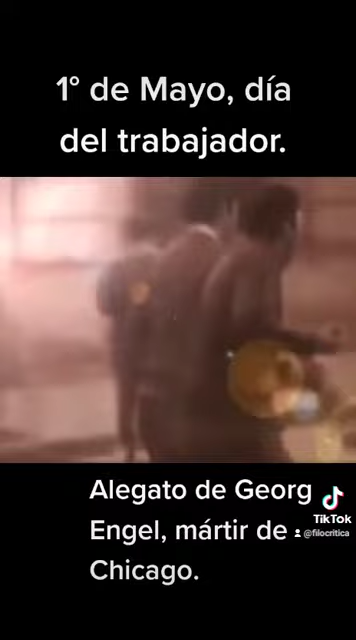 1° de Mayo, día
del trabajador.
Alegato de Georg
Engel, mártir de
Chicago.
TikTok
@filocritica